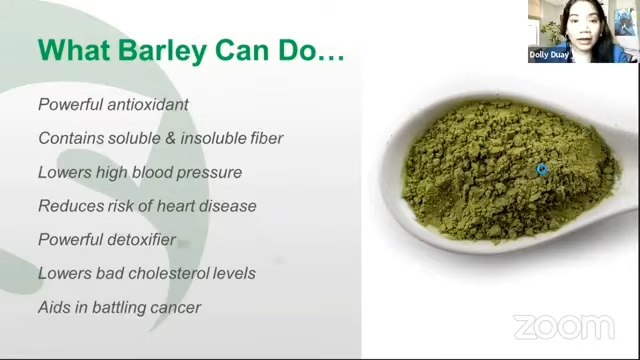 What Barley Can Do…
Dolly Duay
Powerful antioxidant
Contains soluble & insoluble fiber
Lowers high blood pressure
Reduces risk of heart disease
Powerful detoxifier
Lowers bad cholesterol levels
Aids in battling cancer
zoom